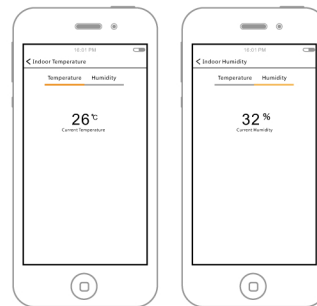 16:01 PM
< Indoor Temperature
Temperature Humidity
26℃
Current Temperature
16:01 PM
< Indoor Humidity
Temperature Humidity
32 %
Current Humidity